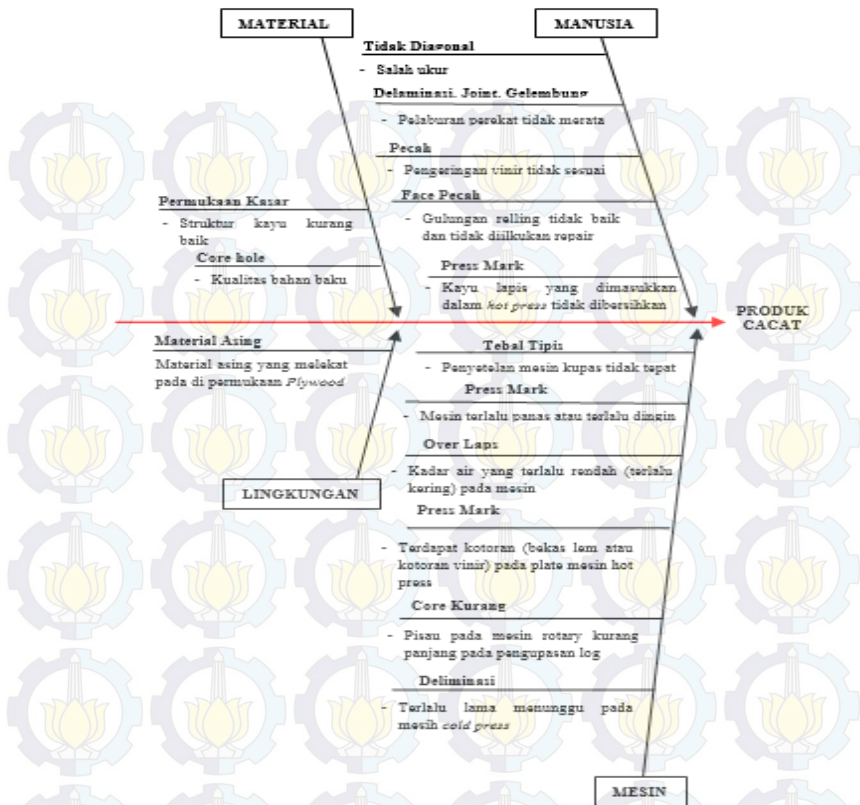 MATERIAL
MANUSIA
Tidak Diagonal
- Salah ukur
Delaminasi. Joint. Gelembung
- Pelaburan perekat tidak merata
Pecah
- Pengeringan vinir tidak sesuai
Face Pecah
- Gulungan relling tidak baik
dan tidak diilkukan repair
Press Mark
- Kayu lapis yang dimasukkan
dalam hot press tidak dibersihkan
Permukaan Kasar
- Struktur kayu kurang
baik
Core hole
- Kualitas bahan baku
PRODUK
CACAT
Material Asing
Material asing yang melekat
pada di permukaan Plywood
LINGKUNGAN
Tebal Tipis
- Penyetelan mesin kupas tidak tepat
Press Mark
- Mesin terlalu panas atau terlalu dingin
Over Laps
- Kadar air yang terlalu rendah (terlalu
kering) pada mesin
Press Mark
- Terdapat kotoran (bekas lem atau
kotoran vinir) pada plate mesin hot
press
Core Kurang
- Pisau pada mesin rotary kurang
panjang pada pengupasan log
Deliminasi
- Terlalu lama menunggu pada
mesih cold press
MESIN